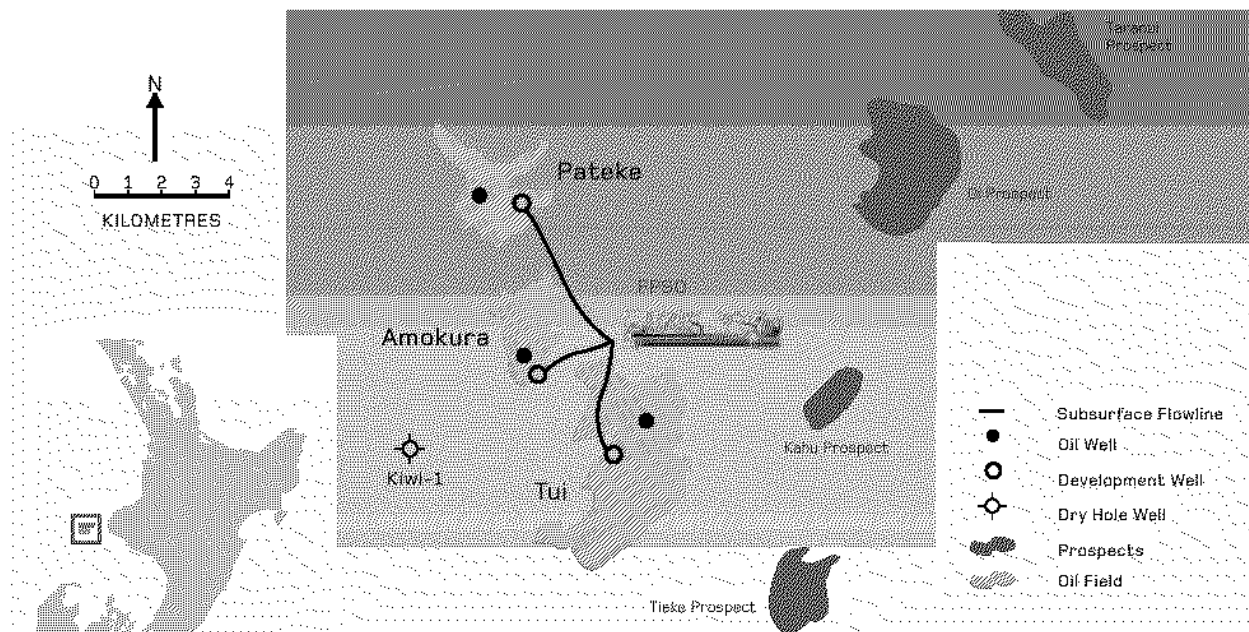 Taranui
Prospect
N
Pateke
0 1 2 3 4
KILOMETRES
Oi Prospect
FPSO
Amokura
Subsurface Flowline
Oil Well
Kahu Prospect
Kiwi-1
Development Well
Tui
Dry Hole Well
Prospects
Oil Field
Tieke Prospect